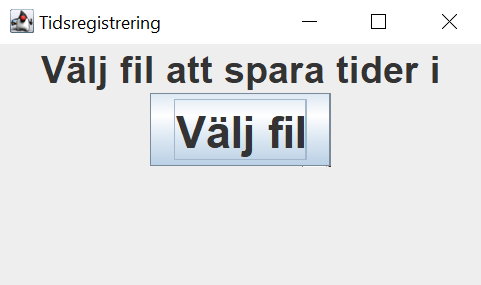 Tidsregistrering
Välj fil att spara tider i
Välj fil